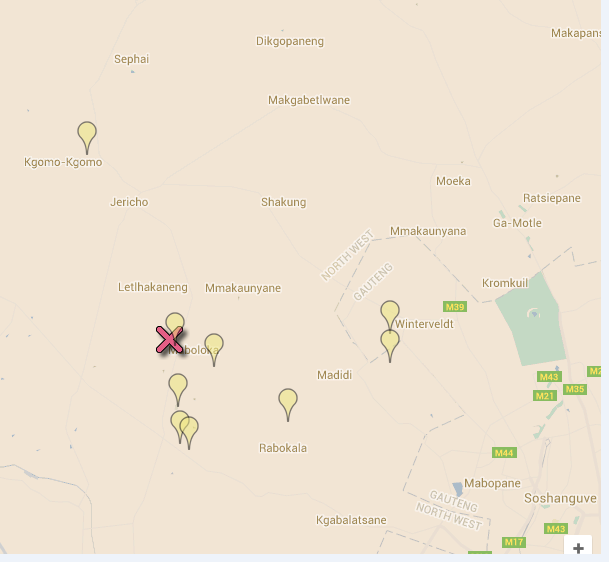 Makapans
Dikgopaneng
Sephai
Makgabetlwane
Kgomo-Kgomo
Moeka
Jericho
Shakung
Ratsiepane
Ga-Motle
Mmakaunyana
NORTH WEST
GAUTENG
Kromkuil
Letlhakaneng
Mmakaunyane
M39
Winterveldt
Madidi
M43
M35
M21
Rabokala
M44
Mabopane
Soshanguve
GAUTENG
NORTH WEST
Kgabalatsane
M43
M17
+